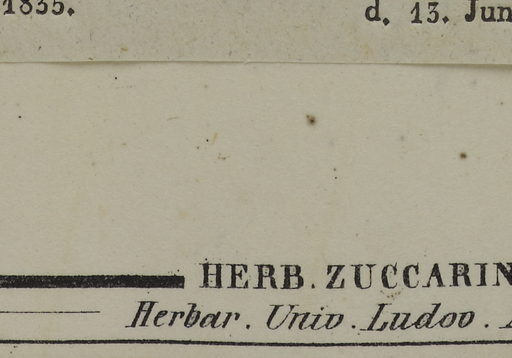 1835. d. 13. Jun
HERB. ZUCCARIN
Herbar. Univ. Ludov.